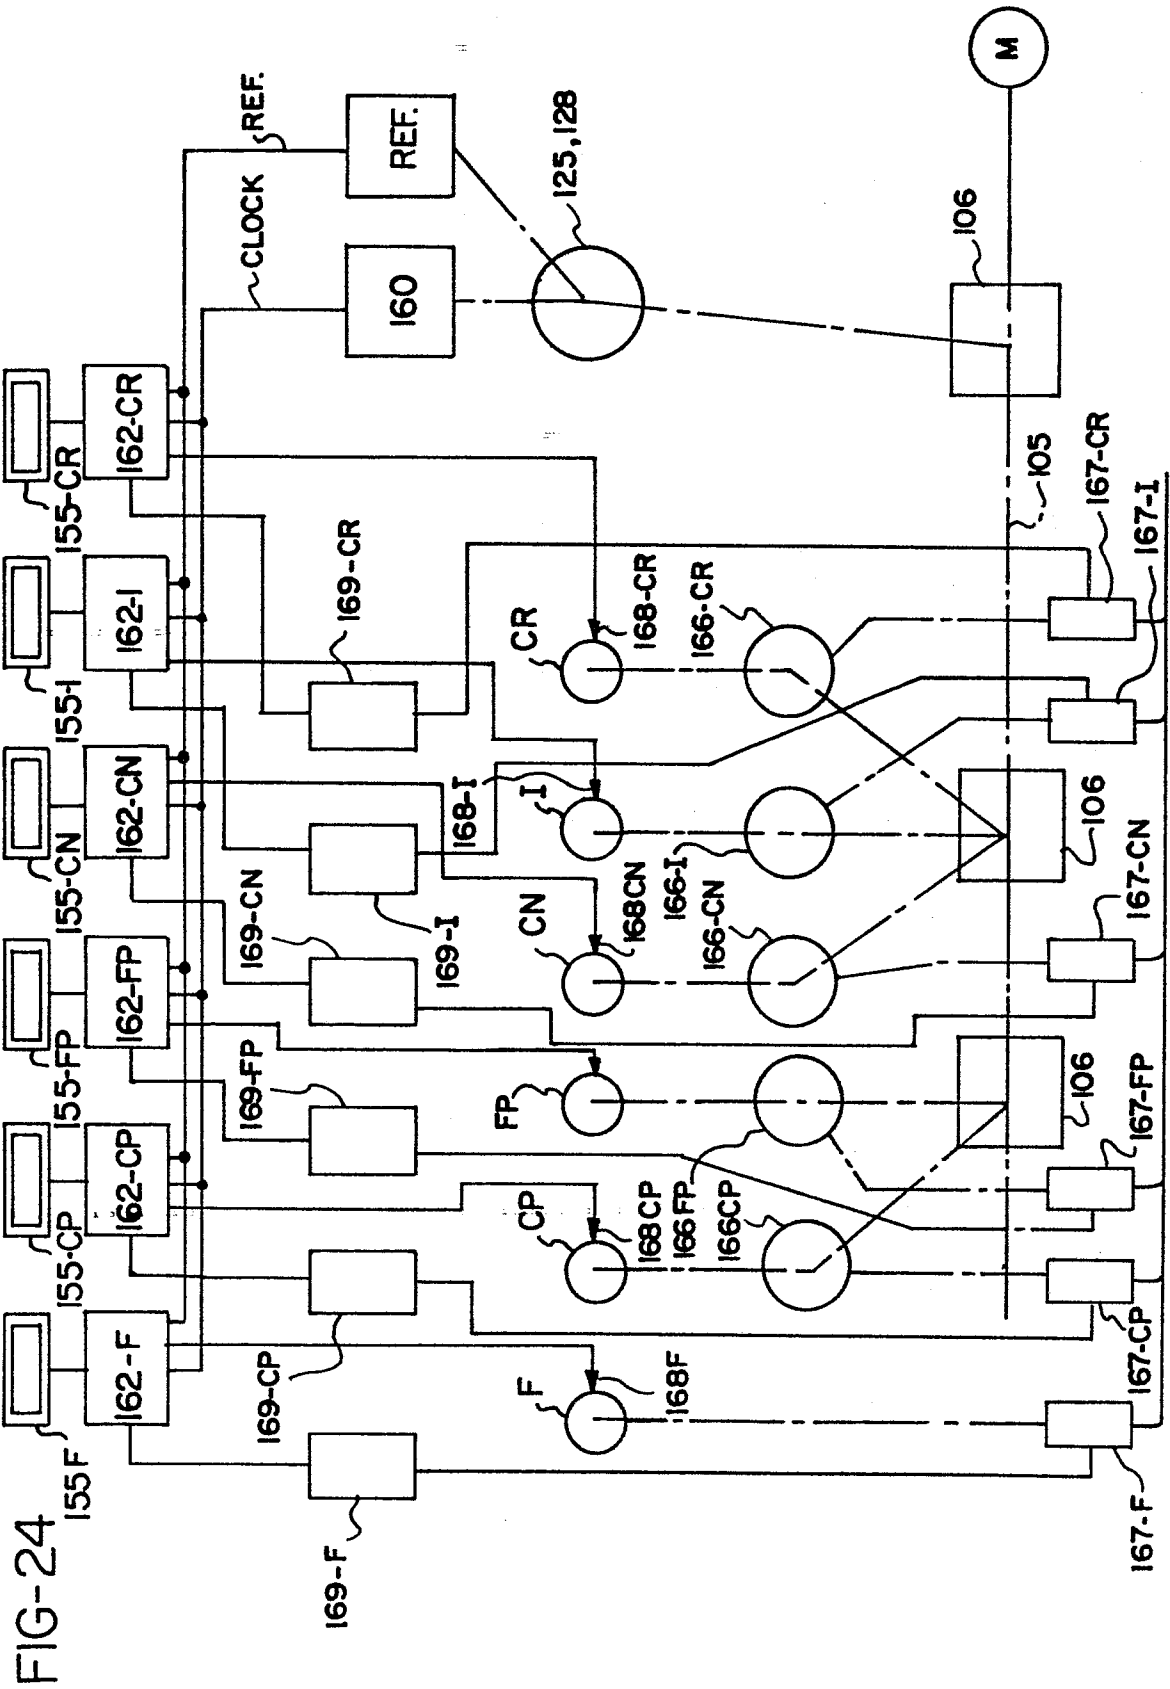 FIG-24
155F
155-CP
155-FP
155-CN
155-I
155-CR
162-F
162-CP
162-FP
162-CN
162-I
162-CR
CLOCK
REF.
160
REF.
169-F
169-CP
169-FP
169-CN
169-I
169-CR
125,128
F
CP
FP
CN
I
CR
168F
168CP
168CN
168-I
168-CR
166CP
166FP
166-CN
166-I
166-CR
105
106
106
106
M
167-F
167-CP
167-FP
167-CN
167-I
167-CR